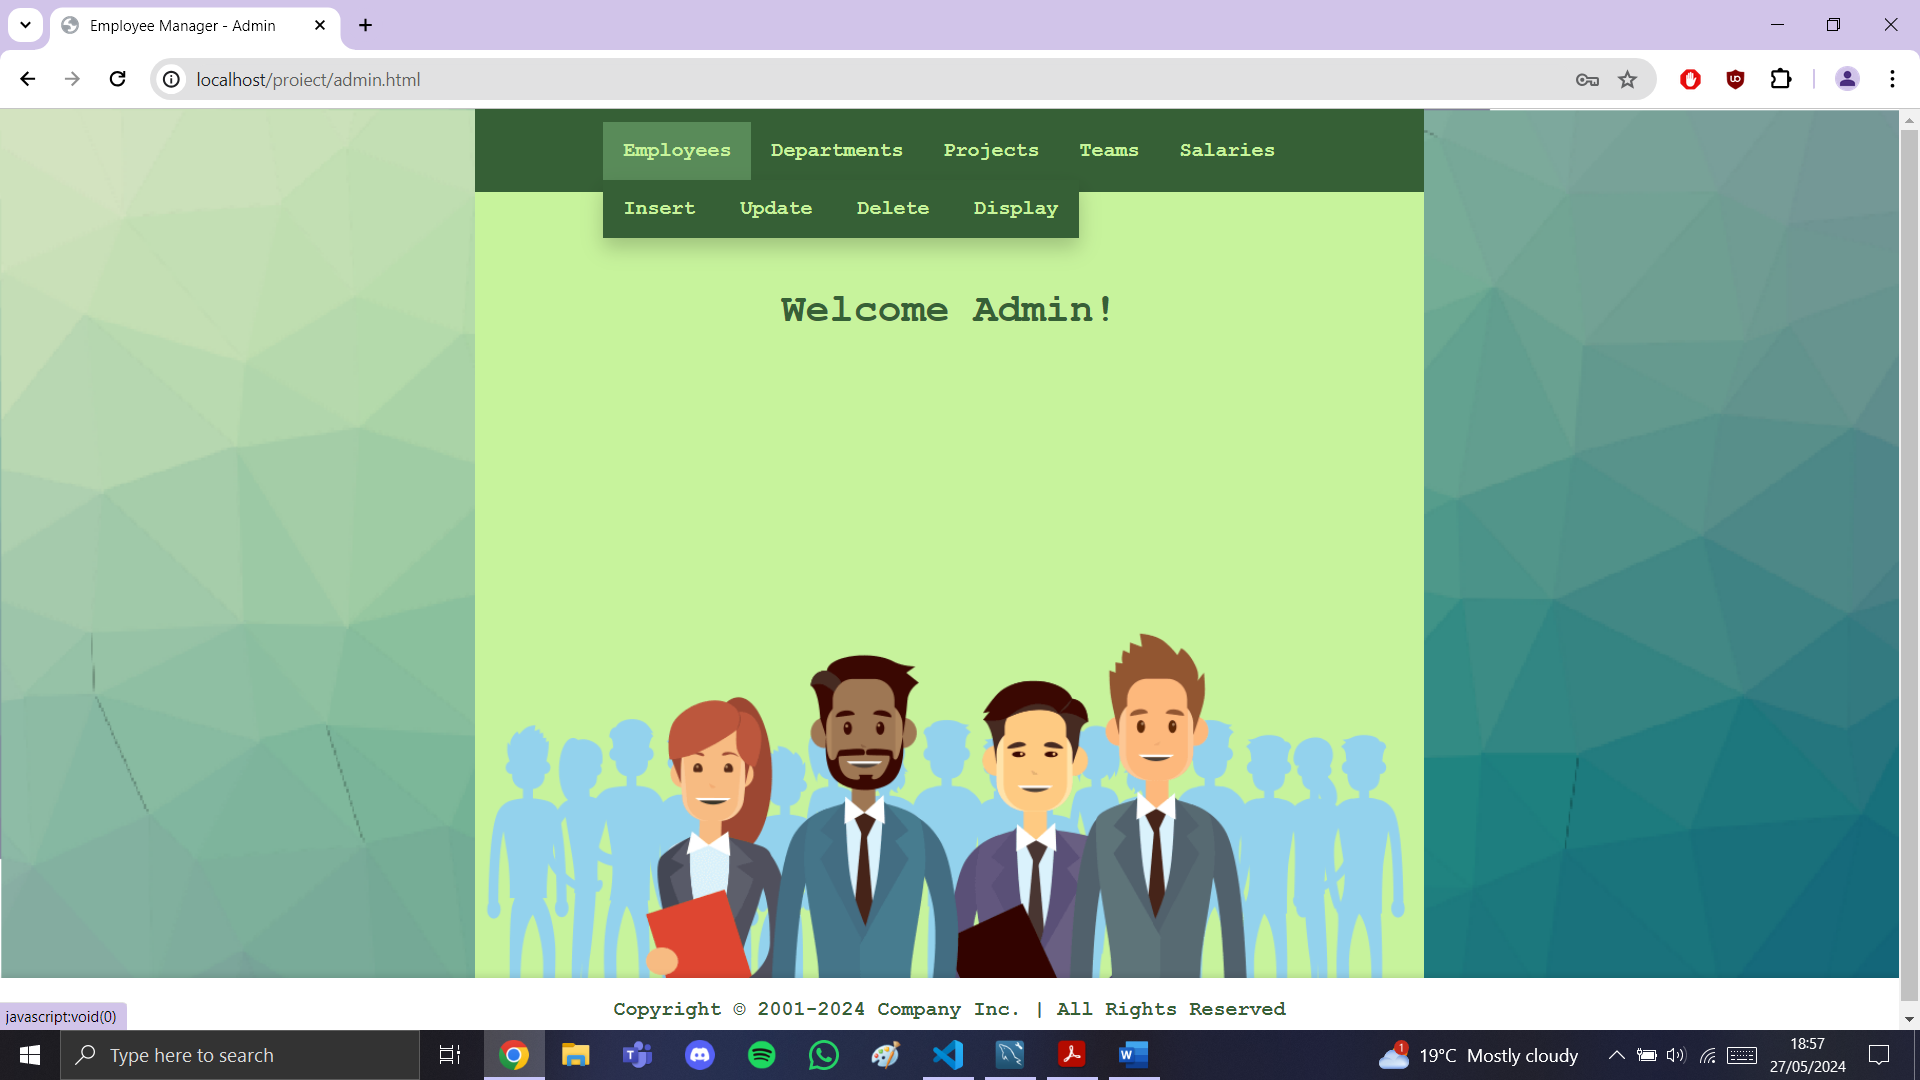 Employee Manager - Admin
localhost/proiect/admin.html
Employees Departments Projects Teams Salaries
Insert Update Delete Display
Welcome Admin!
Copyright © 2001-2024 Company Inc. | All Rights Reserved
javascript:void(0)
Type here to search
1
19°C Mostly cloudy
18:57
27/05/2024